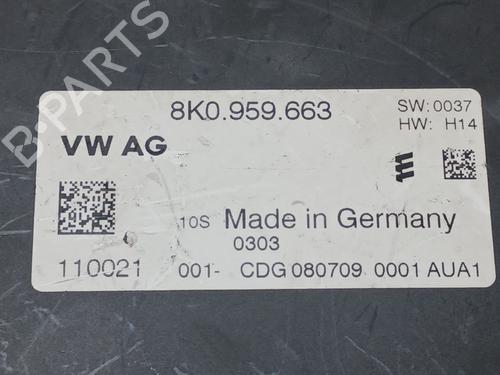 8K0.959.663
SW:0037
HW: H14
VW AG
10S Made in Germany
0303
110021 001- CDG 080709 0001 AUA1
B-Parts